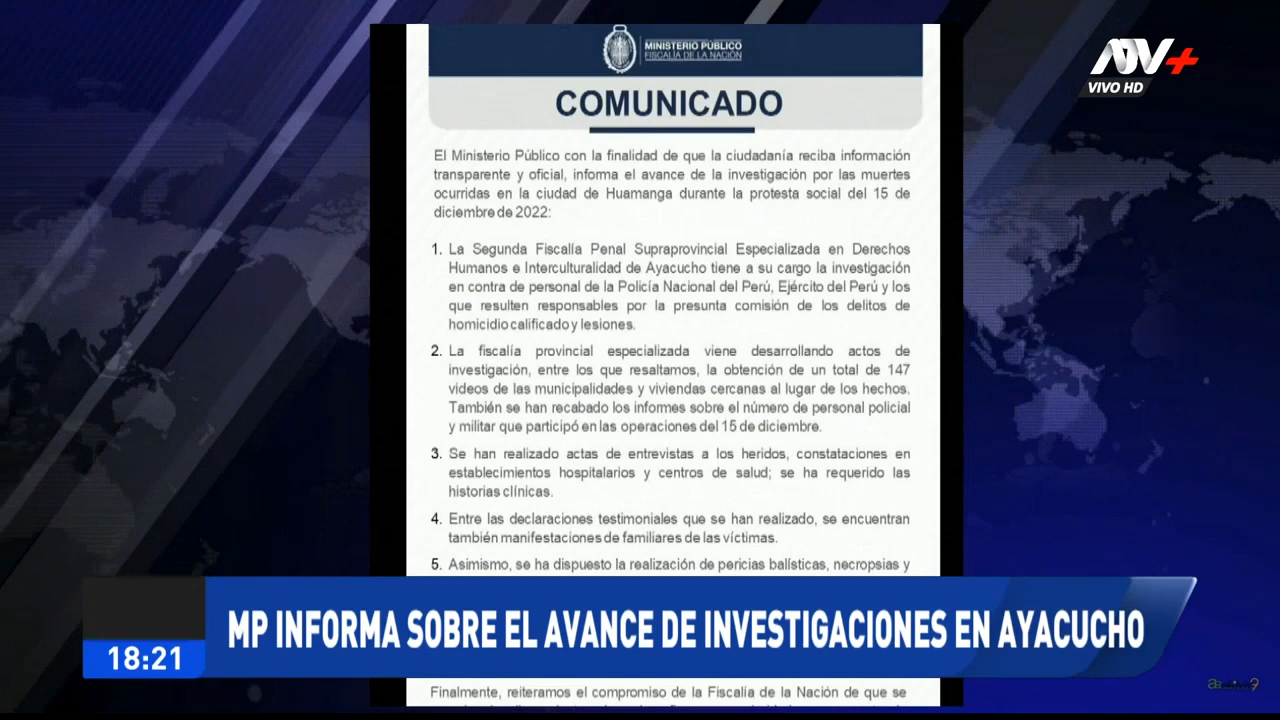 MINISTERIO PÚBLICO
FISCALÍA DE LA NACIÓN
ATV+
VIVO HD
COMUNICADO
El Ministerio Público con la finalidad de que la ciudadanía reciba información
transparente y oficial, informa el avance de la investigación por las muertes
ocurridas en la ciudad de Huamanga durante la protesta social del 15 de
diciembre de 2022:
1. La Segunda Fiscalía Penal Supraprovincial Especializada en Derechos
Humanos e Interculturalidad de Ayacucho tiene a su cargo la investigación
en contra de personal de la Policía Nacional del Perú, Ejército del Perú y los
que resulten responsables por la presunta comisión de los delitos de
homicidio calificado y lesiones.
2. La fiscalía provincial especializada viene desarrollando actos de
investigación, entre los que resaltamos, la obtención de un total de 147
videos de las municipalidades y viviendas cercanas al lugar de los hechos.
También se han recabado los informes sobre el número de personal policial
y militar que participó en las operaciones del 15 de diciembre.
3. Se han realizado actas de entrevistas a los heridos, constataciones en
establecimientos hospitalarios y centros de salud; se ha requerido las
historias clínicas.
4. Entre las declaraciones testimoniales que se han realizado, se encuentran
también manifestaciones de familiares de las víctimas.
5. Asimismo, se ha dispuesto la realización de pericias balísticas, necropsias y
MP INFORMA SOBRE EL AVANCE DE INVESTIGACIONES EN AYACUCHO
18:21
Finalmente, reiteramos el compromiso de la Fiscalía de la Nación de que se